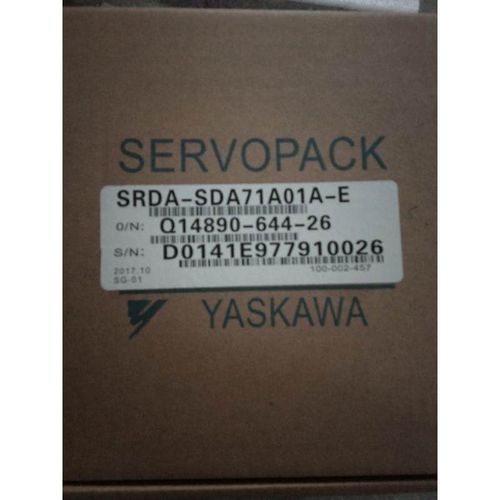 SERVOPACK
SRDA-SDA71A01A-E
O/N: Q14890-644-26
S/N: D0141E977910026
2017.10 100-002-457
SG-01
YASKAWA